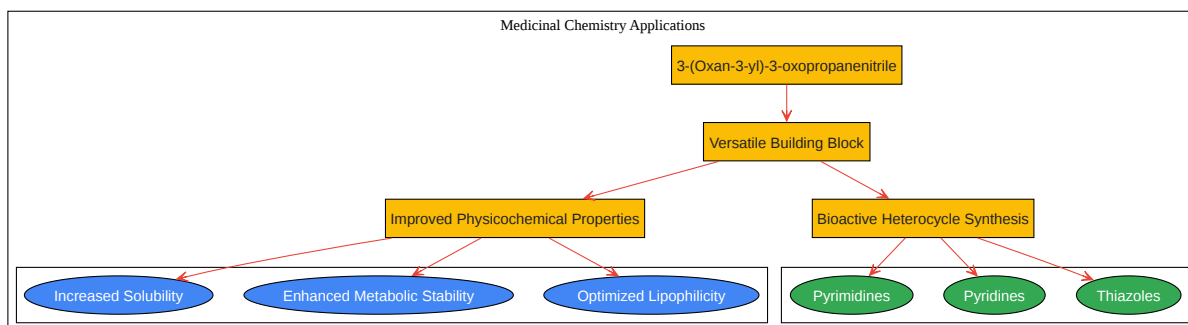 Medicinal Chemistry Applications
3-(Oxan-3-yl)-3-oxopropanenitrile
Versatile Building Block
Improved Physicochemical Properties
Bioactive Heterocycle Synthesis
Increased Solubility
Enhanced Metabolic Stability
Optimized Lipophilicity
Pyrimidines
Pyridines
Thiazoles